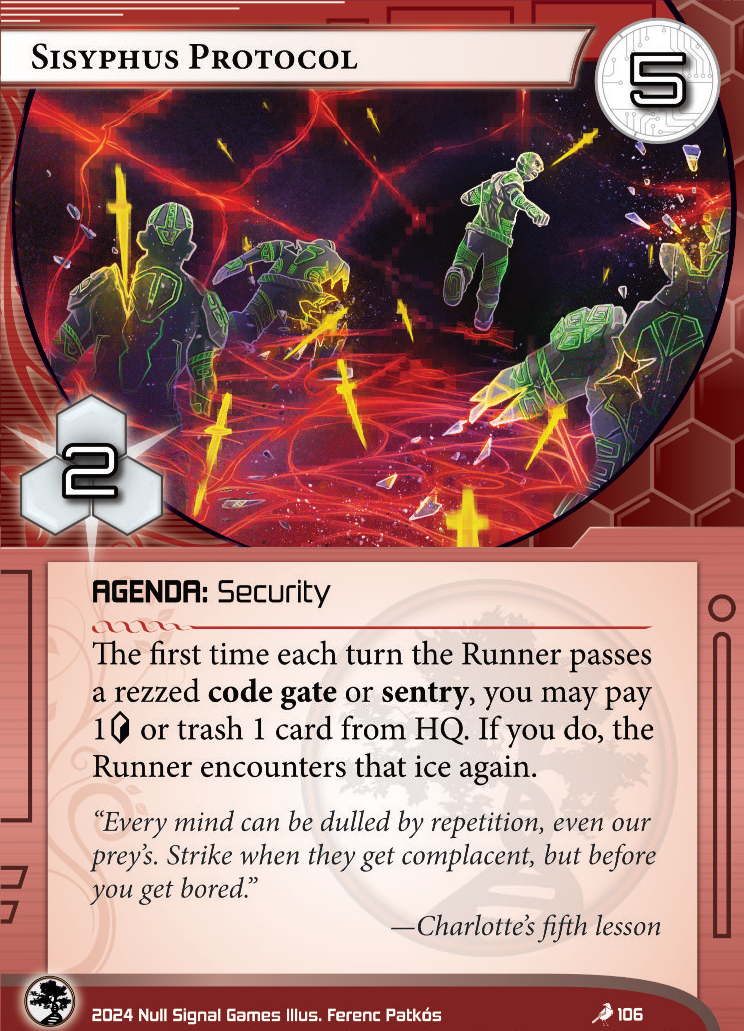 Sisyphus Protocol
5
2
AGENDA: Security
The first time each turn the Runner passes
a rezzed code gate or sentry, you may pay
1 or trash 1 card from HQ. If you do, the
Runner encounters that ice again.
“Every mind can be dulled by repetition, even our
prey’s. Strike when they get complacent, but before
you get bored.”
—Charlotte’s fifth lesson
2024 Null Signal Games Illus. Ferenc Patkós
106